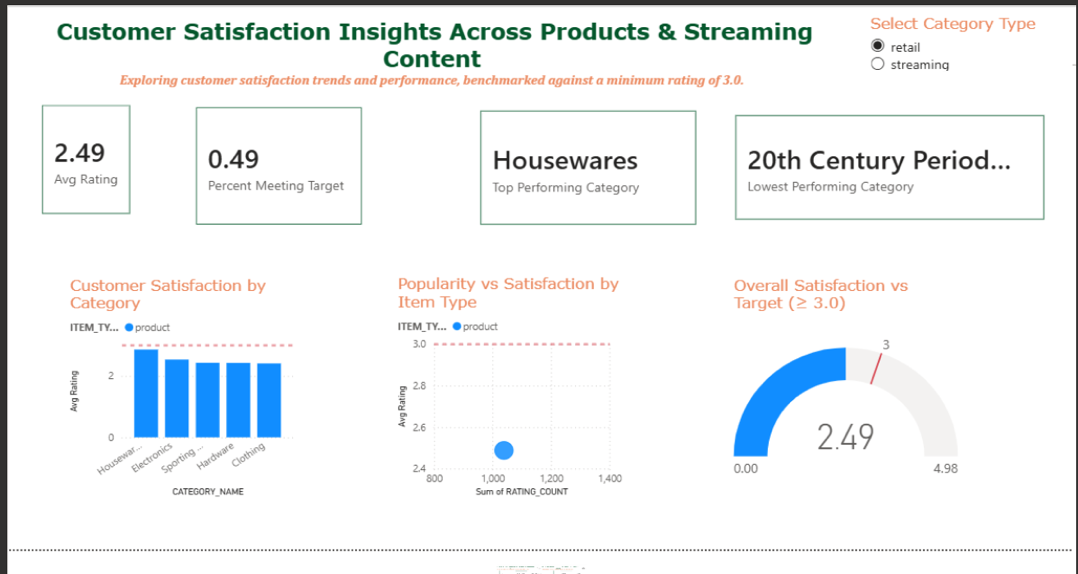 Customer Satisfaction Insights Across Products & Streaming
Content
Exploring customer satisfaction trends and performance, benchmarked against a minimum rating of 3.0.
Select Category Type
retail
streaming
2.49
Avg Rating
0.49
Percent Meeting Target
Housewares
Top Performing Category
20th Century Period...
Lowest Performing Category
Customer Satisfaction by
Category
ITEM_TY... product
Avg Rating
2
0
Housewar...
Electronics
Sporting ...
Hardware
Clothing
CATEGORY_NAME
Popularity vs Satisfaction by
Item Type
ITEM_TY... product
Avg Rating
3.0
2.8
2.6
2.4
800 1,000 1,200 1,400
Sum of RATING_COUNT
Overall Satisfaction vs
Target (≥ 3.0)
3
2.49
0.00 4.98